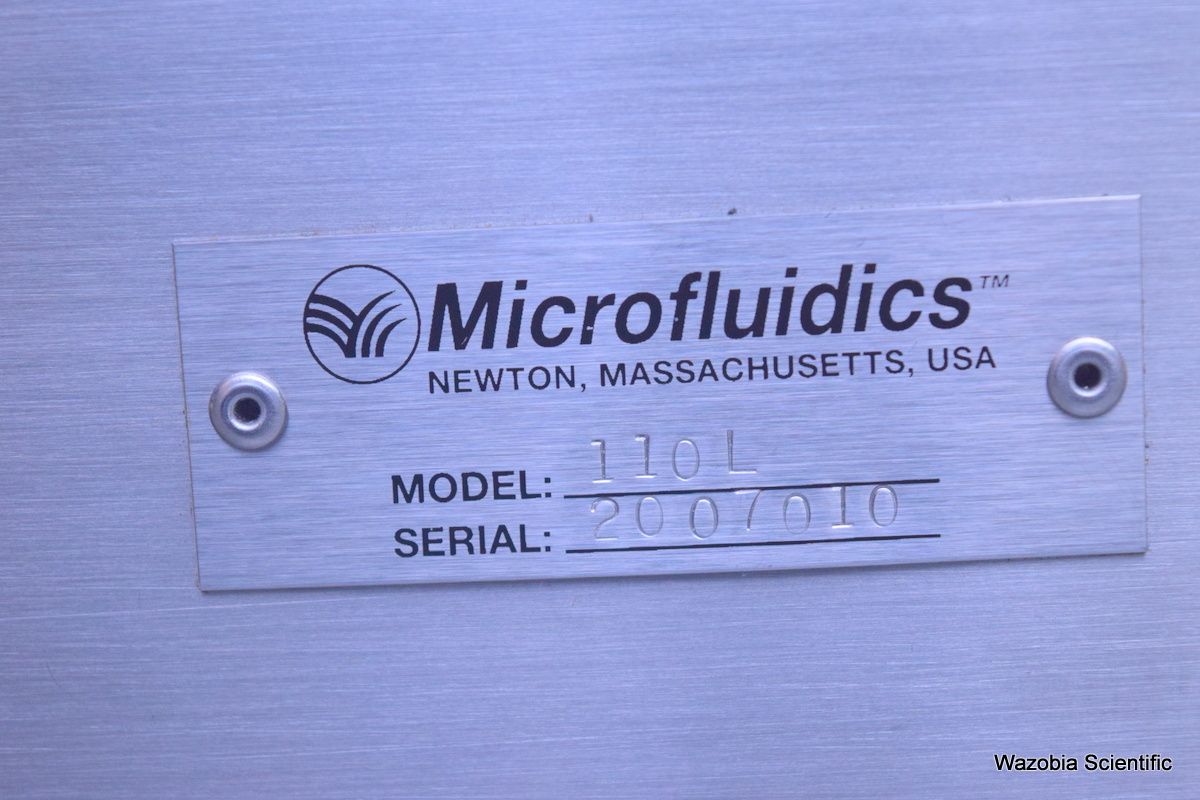 Microfluidics™
NEWTON, MASSACHUSETTS, USA
MODEL: 110L
SERIAL: 2007010
Wazobia Scientific